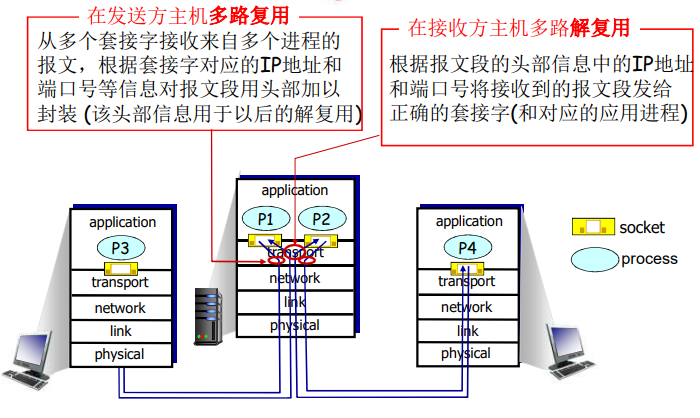 在发送方主机多路复用
从多个套接字接收来自多个进程的
报文，根据套接字对应的IP地址和
端口号等信息对报文段用头部加以
封装 (该头部信息用于以后的解复用)
在接收方主机多路解复用
根据报文段的头部信息中的IP地址
和端口号将接收到的报文段发给
正确的套接字(和对应的应用进程)
application
P3
transport
network
link
physical
application
P1
P2
transport
network
link
physical
application
P4
transport
network
link
physical
socket
process